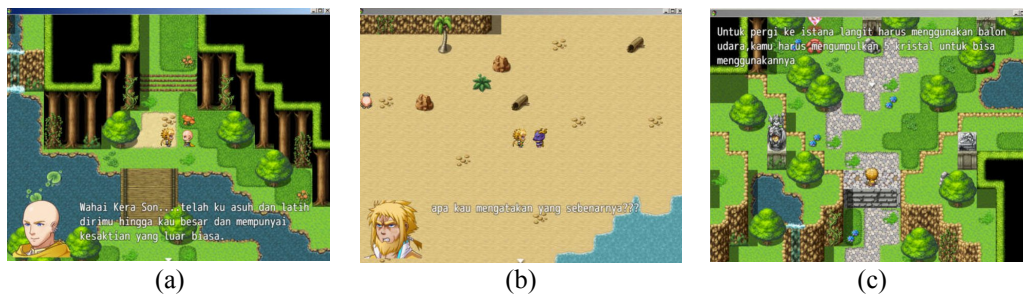 Wahai Kera Son... telah ku asuh dan latih
dirimu hingga kau besar dan mempunyai
kesaktian yang luar biasa.
(a)
apa kau mengatakan yang sebenarnya???
(b)
Untuk pergi ke istana langit harus menggunakan balon
udara,kamu harus mengumpulkan 5 kristal untuk bisa
menggunakannya
(c)